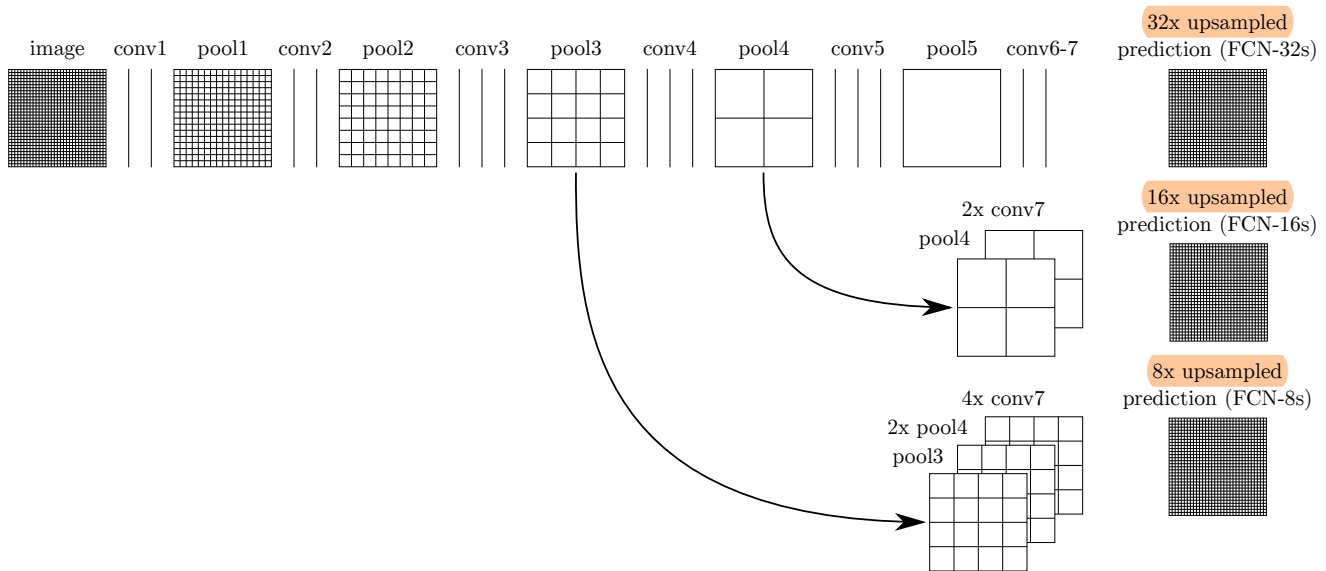 image
conv1
pool1
conv2
pool2
conv3
pool3
conv4
pool4
conv5
pool5
conv6-7
32x upsampled
prediction (FCN-32s)
2x conv7
pool4
16x upsampled
prediction (FCN-16s)
4x conv7
2x pool4
pool3
8x upsampled
prediction (FCN-8s)